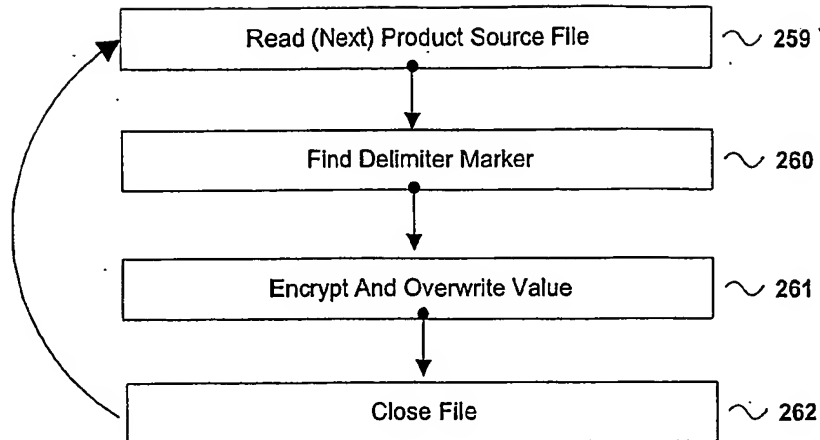 Read (Next) Product Source File 259
Find Delimiter Marker 260
Encrypt And Overwrite Value 261
Close File 262